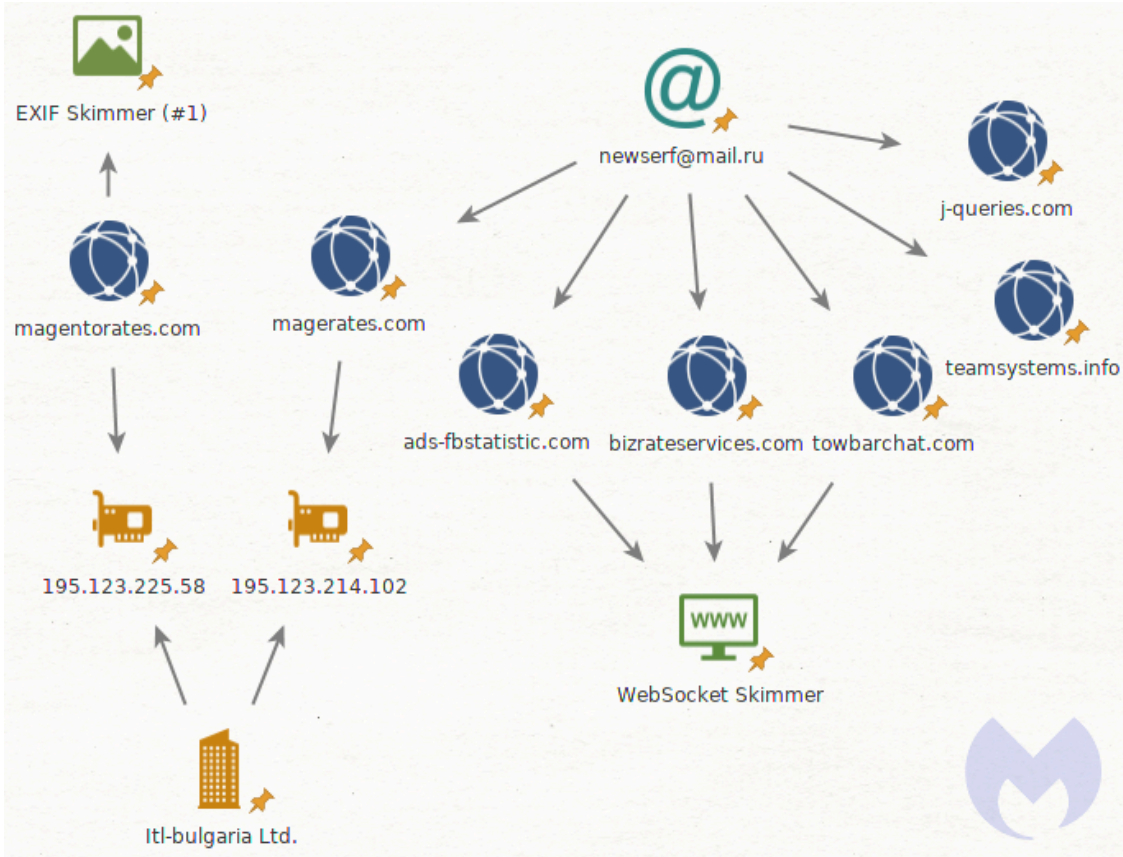 EXIF Skimmer (#1)
@
newserf@mail.ru
j-queries.com
magentorates.com
magerates.com
teamsystems.info
ads-fbstatistic.com
bizrateservices.com
towbarchat.com
195.123.225.58
195.123.214.102
WWW
WebSocket Skimmer
Itl-bulgaria Ltd.